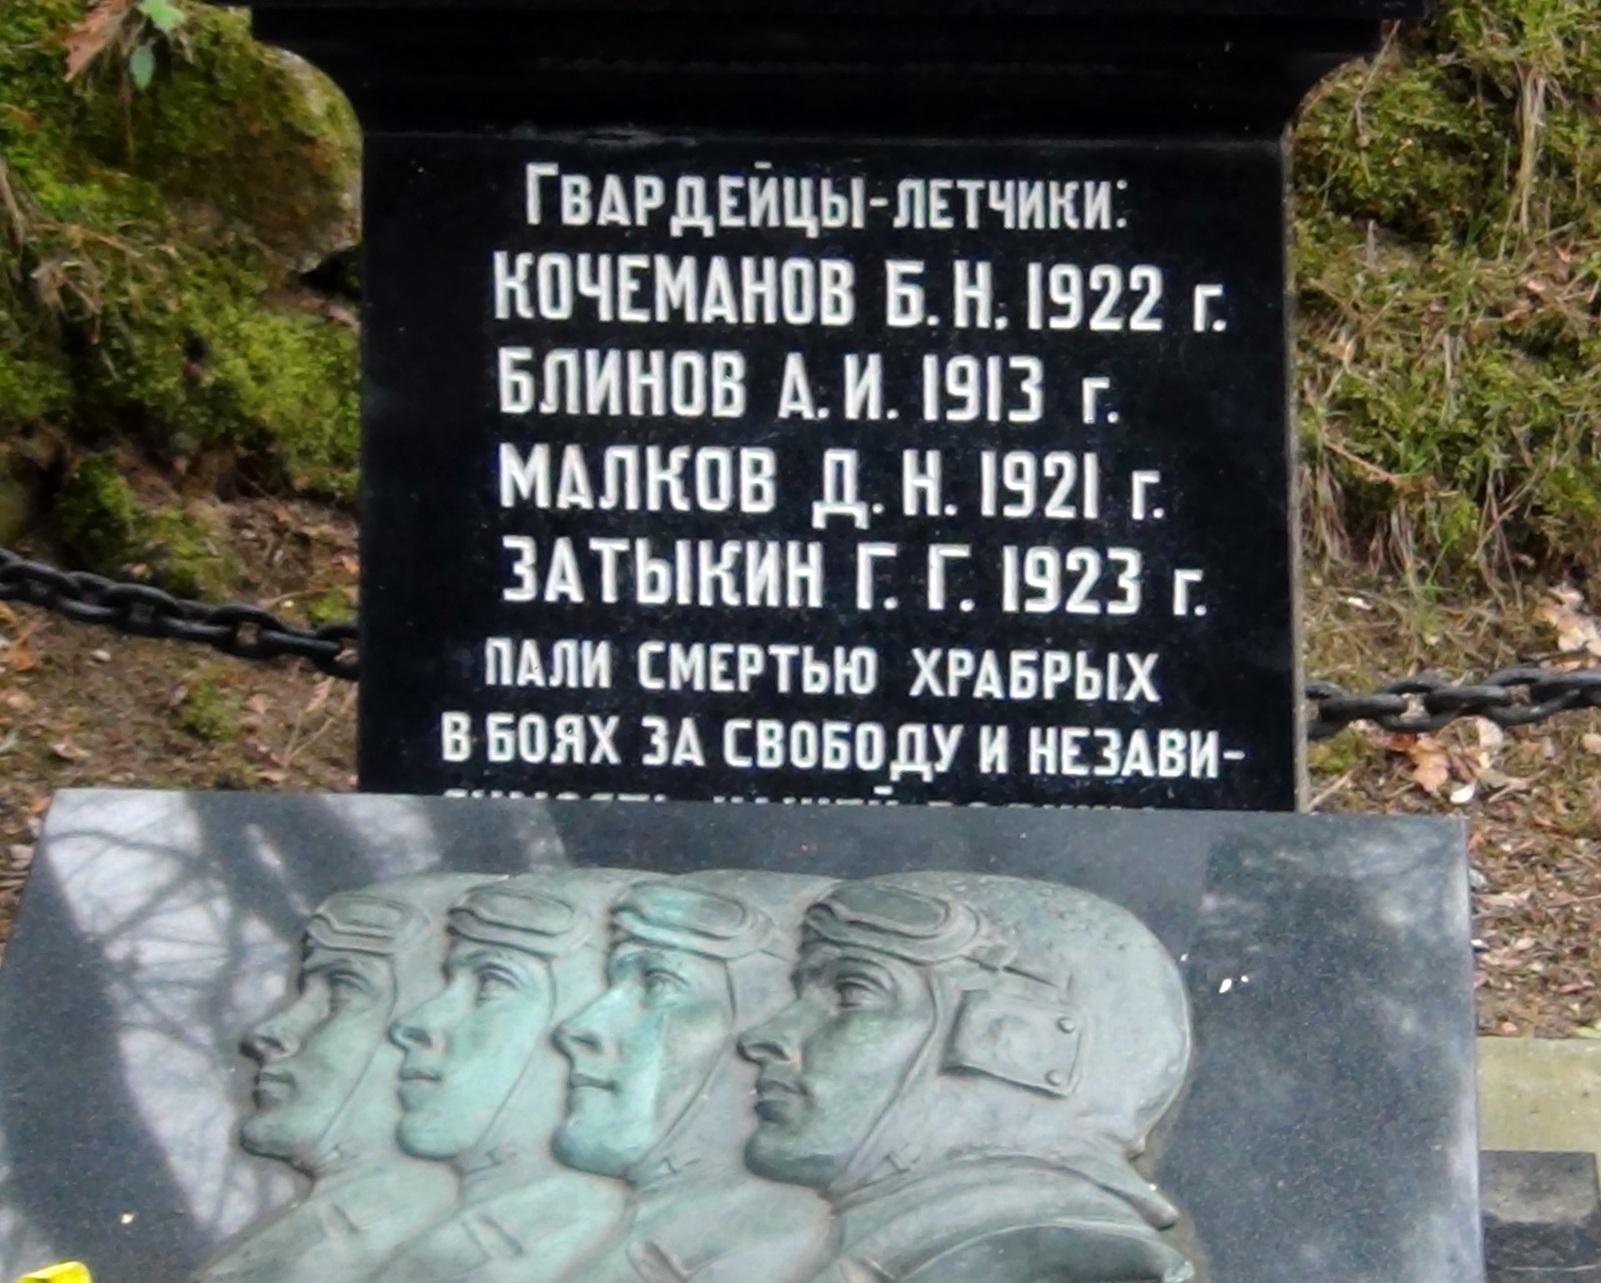 Гвардейцы-летчики:
КОЧЕМАНОВ Б. Н. 1922 г.
БЛИНОВ А. И. 1913 г.
МАЛКОВ Д. Н. 1921 г.
ЗАТЫКИН Г. Г. 1923 г.
ПАЛИ СМЕРТЬЮ ХРАБРЫХ
В БОЯХ ЗА СВОБОДУ И НЕЗАВИ-